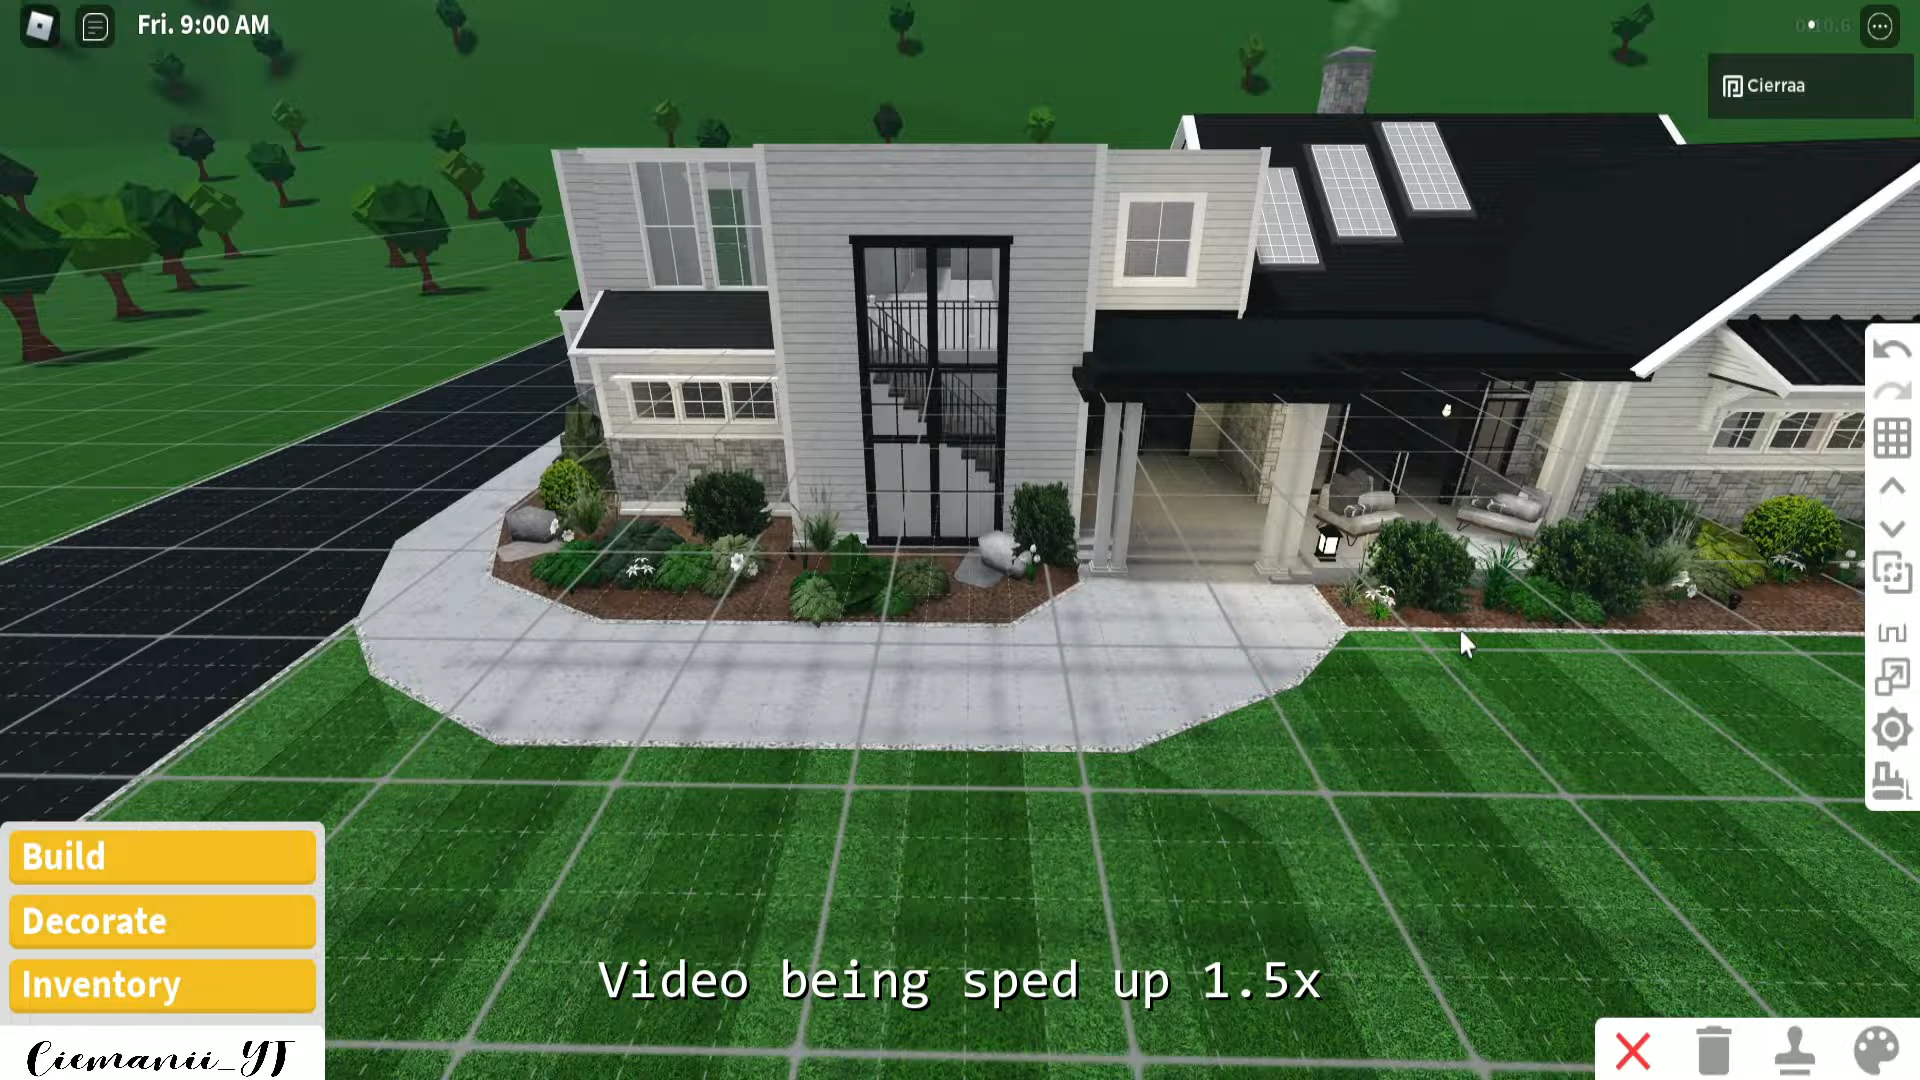 Fri. 9:00 AM
Cierraa
Build
Decorate
Inventory
Video being sped up 1.5x
Ciemanii_YT